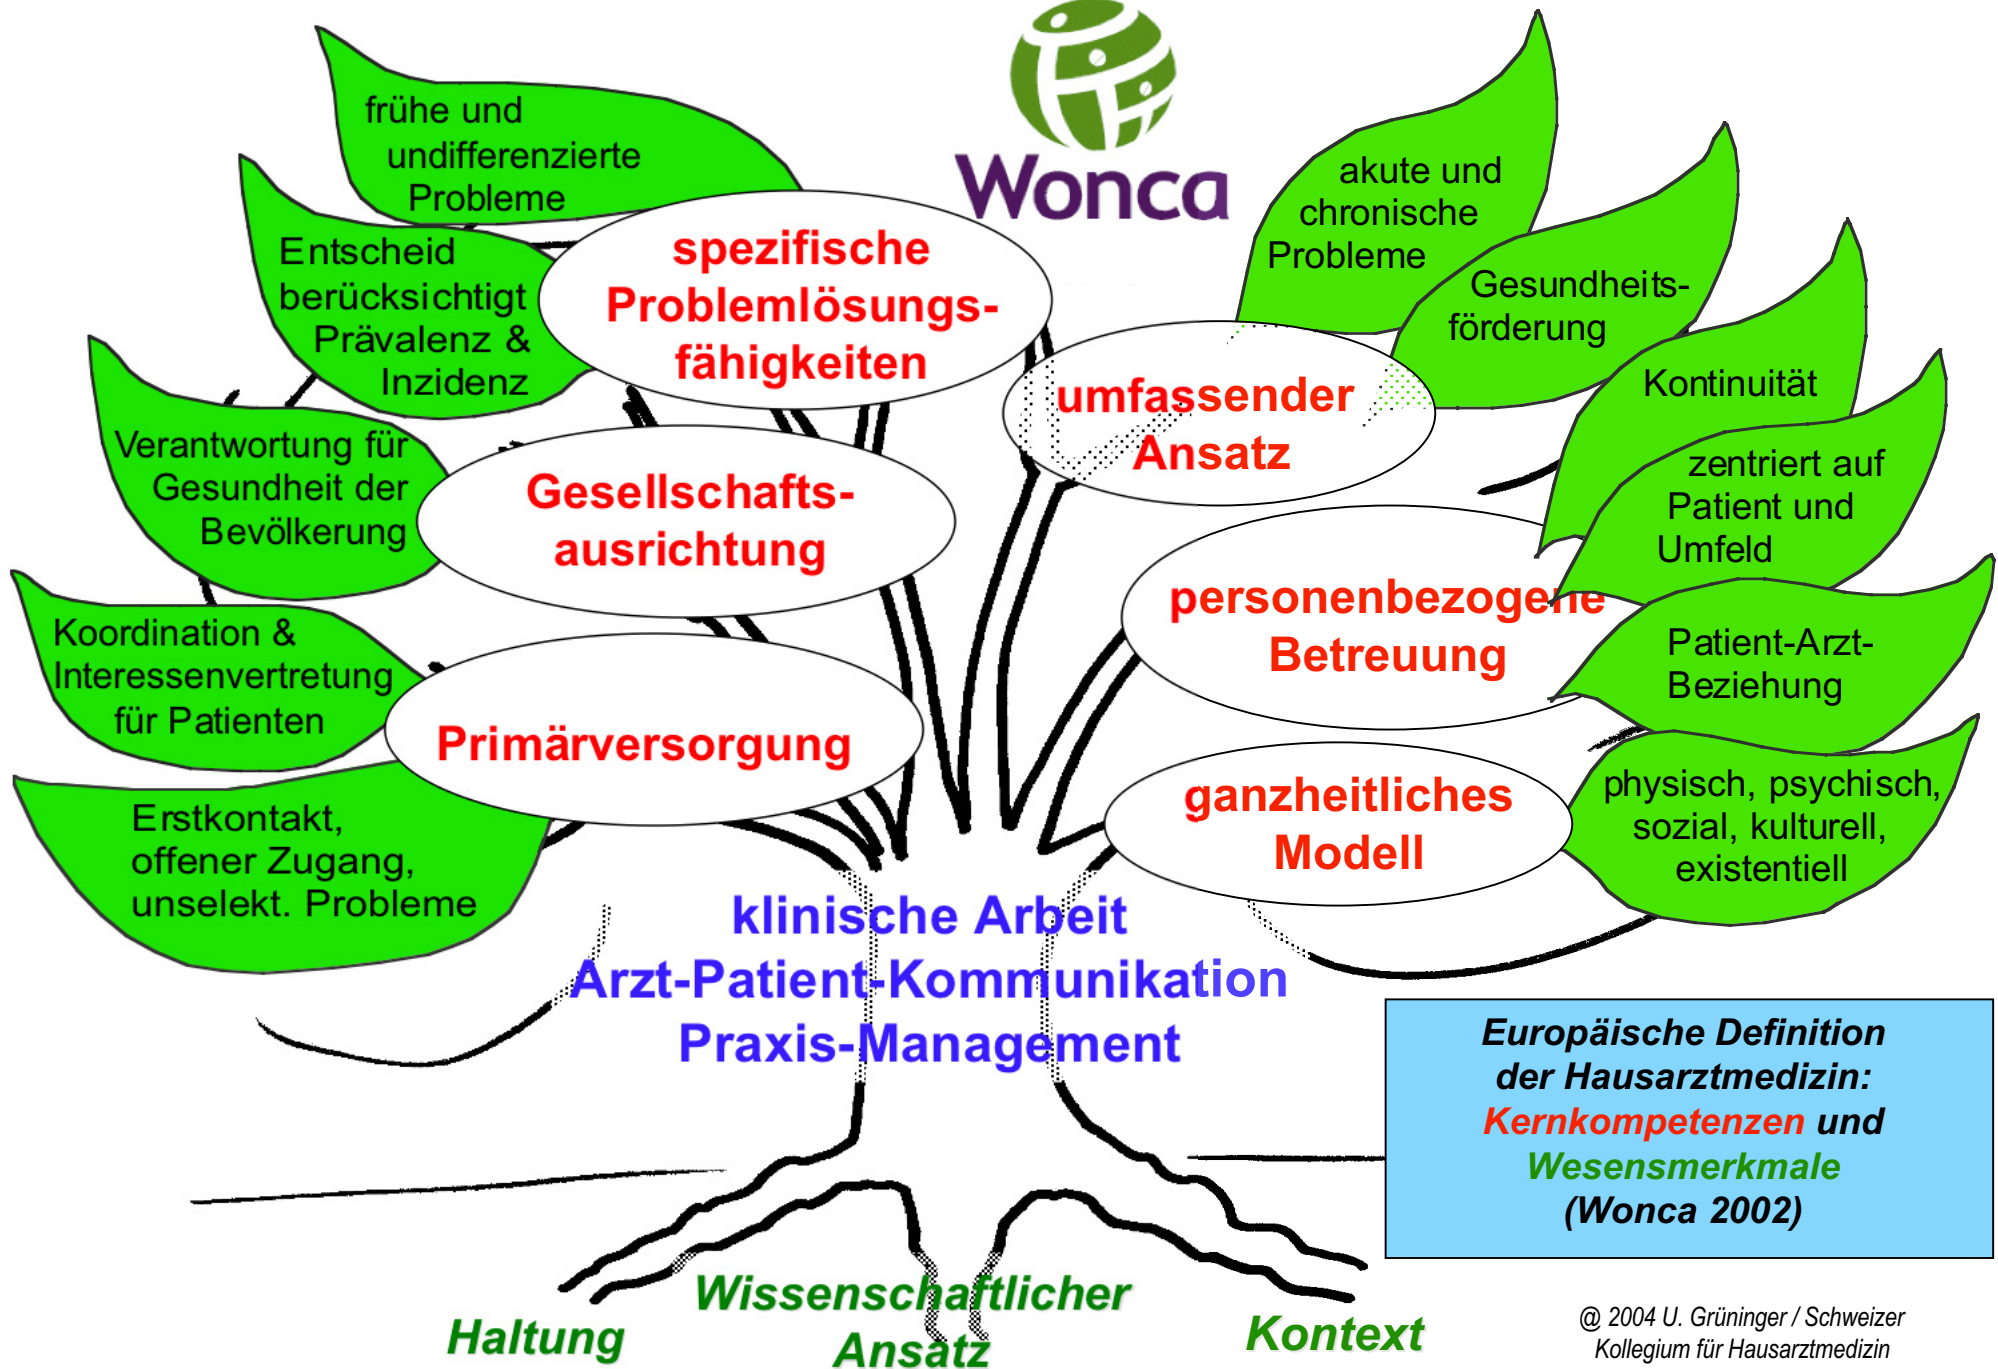 Wonca
frühe und
undifferenzierte
Probleme
Entscheid
berücksichtigt
Prävalenz &
Inzidenz
Verantwortung für
Gesundheit der
Bevölkerung
Koordination &
Interessenvertretung
für Patienten
Erstkontakt,
offener Zugang,
unselekt. Probleme
spezifische
Problemlösungs-
fähigkeiten
Gesellschafts-
ausrichtung
Primärversorgung
umfassender
Ansatz
personenbezogene
Betreuung
ganzheitliches
Modell
akute und
chronische
Probleme
Gesundheits-
förderung
Kontinuität
zentriert auf
Patient und
Umfeld
Patient-Arzt-
Beziehung
physisch, psychisch,
sozial, kulturell,
existentiell
klinische Arbeit
Arzt-Patient-Kommunikation
Praxis-Management
Europäische Definition
der Hausarztmedizin:
Kernkompetenzen und
Wesensmerkmale
(Wonca 2002)
Haltung
Wissenschaftlicher
Ansatz
Kontext
@ 2004 U. Grüninger / Schweizer
Kollegium für Hausarztmedizin